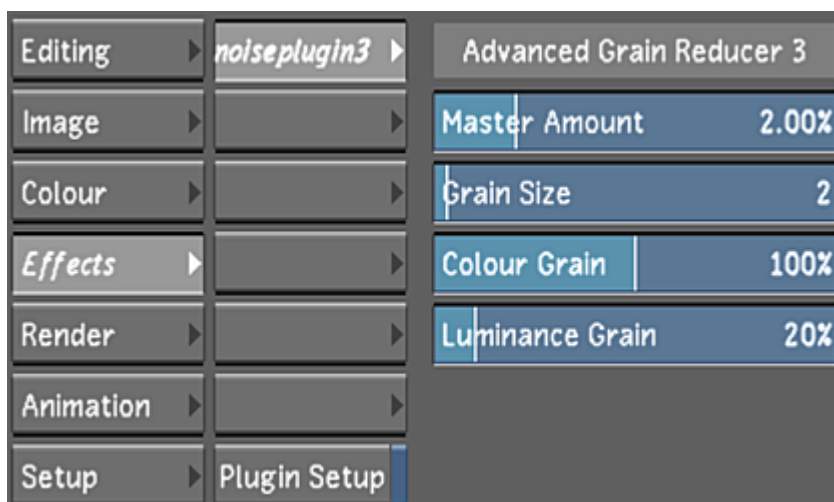 Editing
Image
Colour
Effects
Render
Animation
Setup
noiseplugin3
Plugin Setup
Advanced Grain Reducer 3
Master Amount 2.00%
Grain Size 2
Colour Grain 100%
Luminance Grain 20%